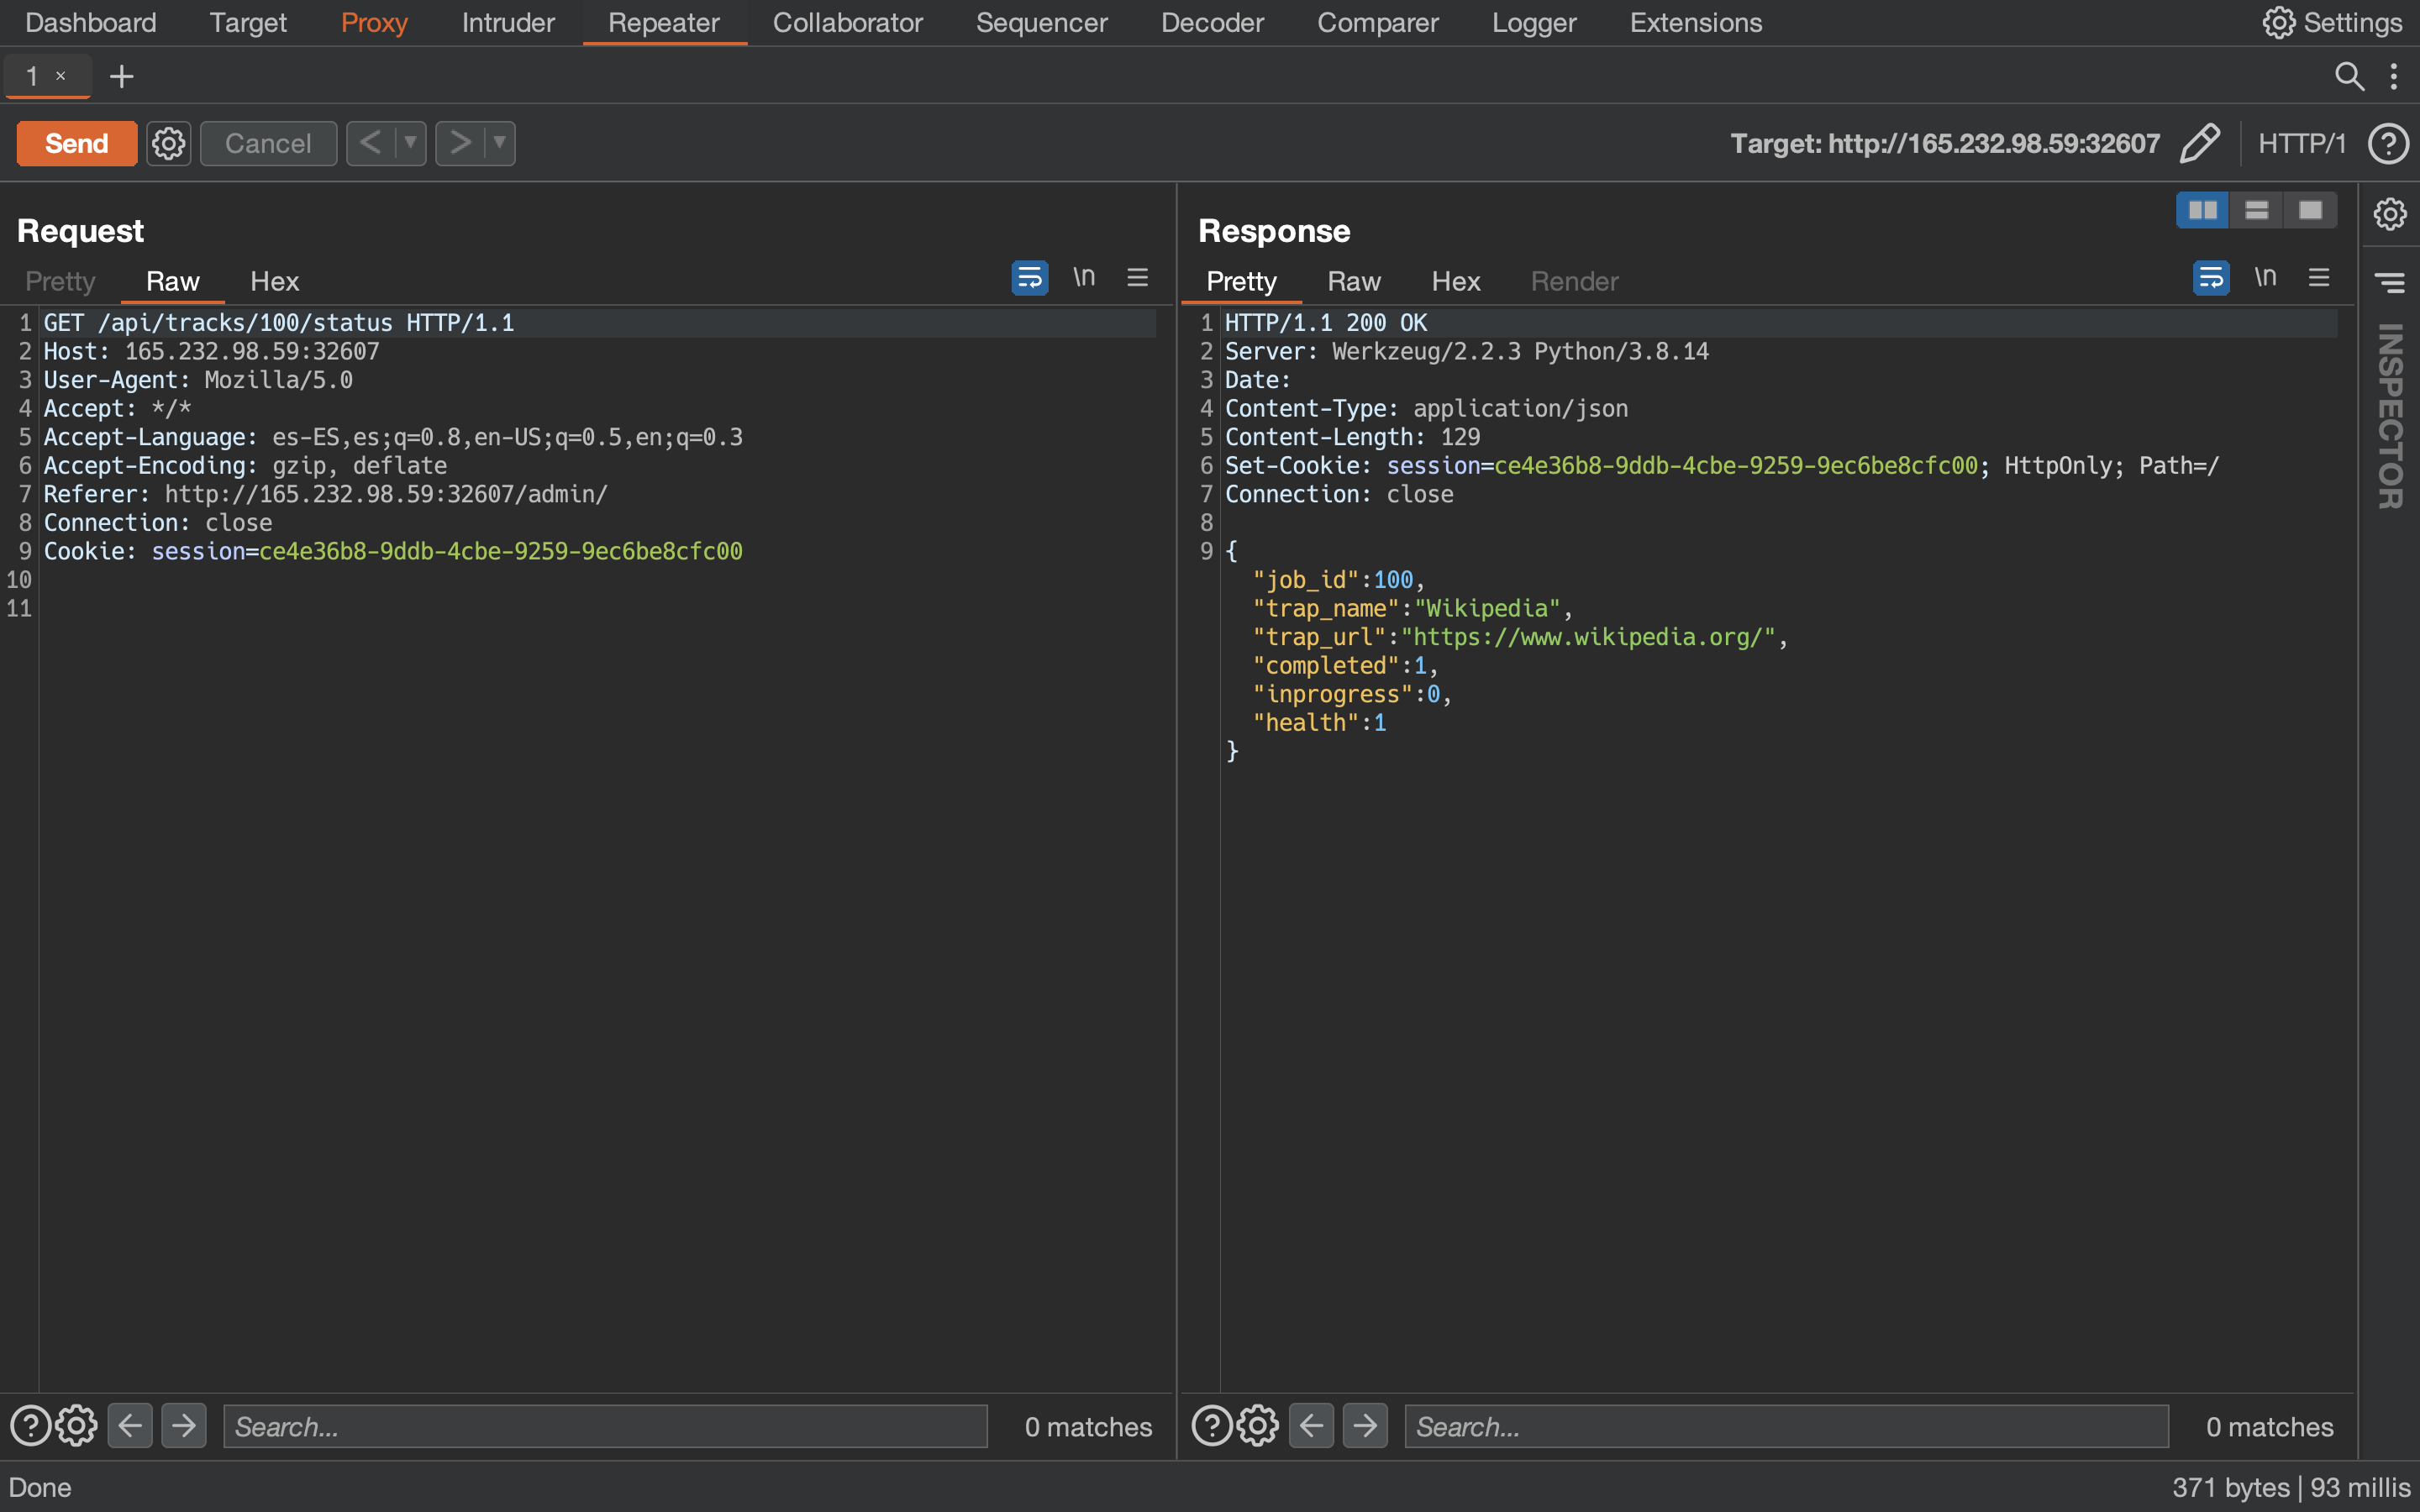 Dashboard Target Proxy Intruder Repeater Collaborator Sequencer Decoder Comparer Logger Extensions Settings
1 ×
Send Cancel Target: http://165.232.98.59:32607 HTTP/1
Request
Pretty Raw Hex \n
1 GET /api/tracks/100/status HTTP/1.1
2 Host: 165.232.98.59:32607
3 User-Agent: Mozilla/5.0
4 Accept: */*
5 Accept-Language: es-ES,es;q=0.8,en-US;q=0.5,en;q=0.3
6 Accept-Encoding: gzip, deflate
7 Referer: http://165.232.98.59:32607/admin/
8 Connection: close
9 Cookie: session=ce4e36b8-9ddb-4cbe-9259-9ec6be8cfc00
10
11
Search...
0 matches
Response
Pretty Raw Hex Render \n
1 HTTP/1.1 200 OK
2 Server: Werkzeug/2.2.3 Python/3.8.14
3 Date:
4 Content-Type: application/json
5 Content-Length: 129
6 Set-Cookie: session=ce4e36b8-9ddb-4cbe-9259-9ec6be8cfc00; HttpOnly; Path=/
7 Connection: close
8
9 {
"job_id":100,
"trap_name":"Wikipedia",
"trap_url":"https://www.wikipedia.org/",
"completed":1,
"inprogress":0,
"health":1
}
Search...
0 matches
INSPECTOR
Done
371 bytes | 93 millis